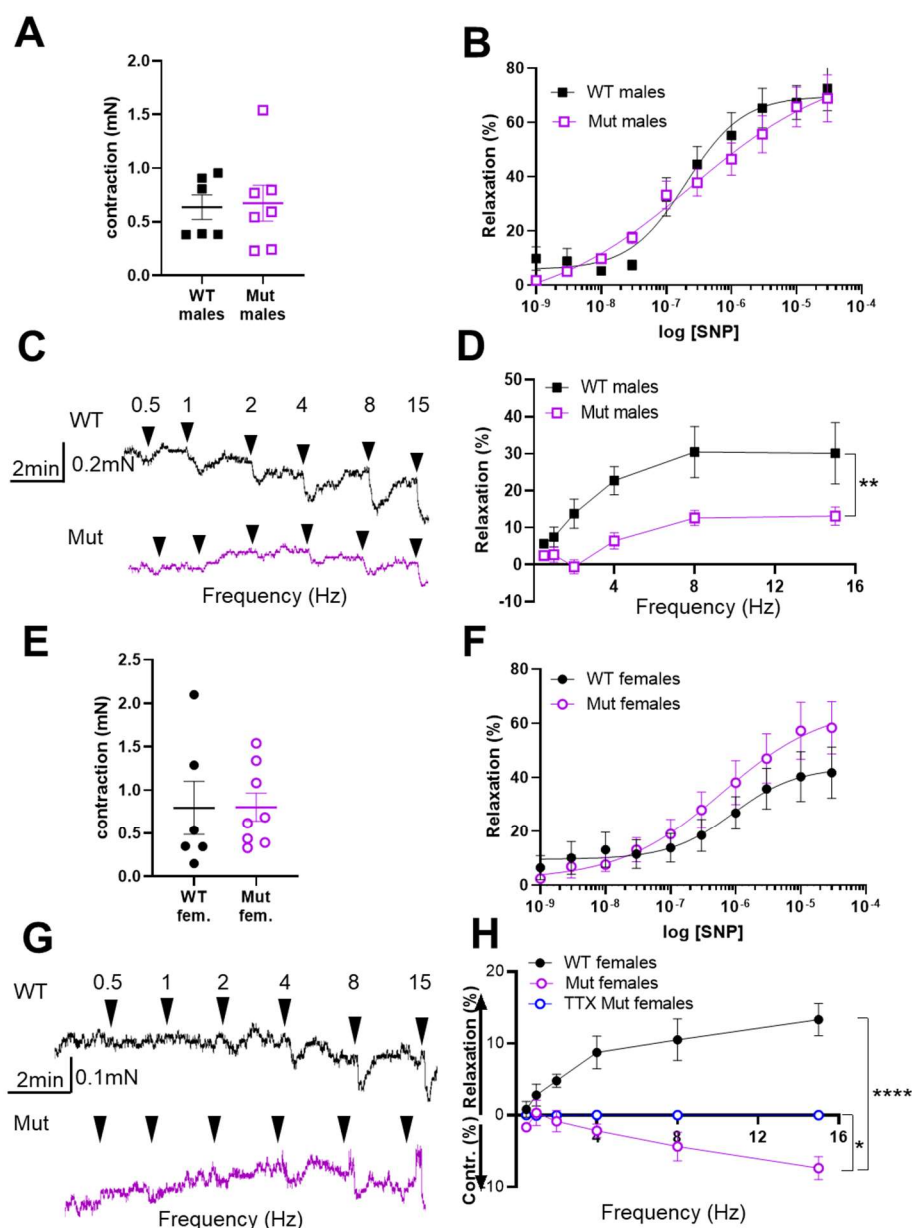 A
contraction (mN)
2.0
1.5
1.0
0.5
0.0
WT
males
Mut
males
B
WT males
Mut males
Relaxation (%)
80
60
40
20
0
10⁻⁹ 10⁻⁸ 10⁻⁷ 10⁻⁶ 10⁻⁵ 10⁻⁴
log [SNP]
C
WT
0.5 1 2 4 8 15
2min 0.2mN
Mut
Frequency (Hz)
D
WT males
Mut males
Relaxation (%)
50
40
30
20
10
0
-10
4 8 12 16
**
Frequency (Hz)
E
contraction (mN)
2.5
2.0
1.5
1.0
0.5
0.0
WT
fem.
Mut
fem.
F
WT females
Mut females
Relaxation (%)
80
60
40
20
0
10⁻⁹ 10⁻⁸ 10⁻⁷ 10⁻⁶ 10⁻⁵ 10⁻⁴
log [SNP]
G
WT
0.5 1 2 4 8 15
2min 0.1mN
Mut
Frequency (Hz)
H
WT females
Mut females
TTX Mut females
Contr. (%) Relaxation (%)
20
10
0
-10
4 8 12 16
****
*
Frequency (Hz)